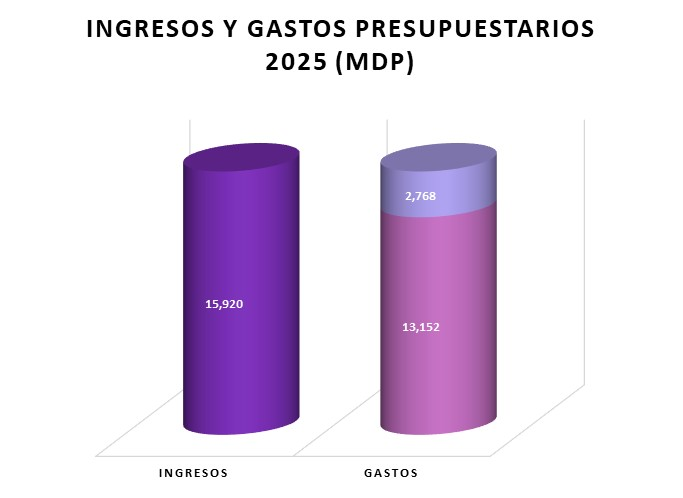 INGRESOS Y GASTOS PRESUPUESTARIOS
2025 (MDP)
2,768
15,920
13,152
INGRESOS
GASTOS